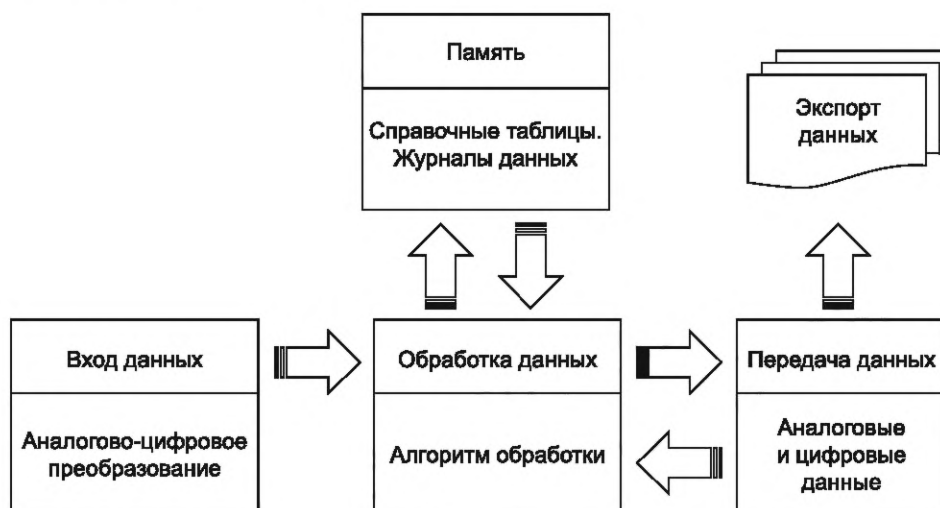 Память
Справочные таблицы.
Журналы данных
Экспорт
данных
Вход данных
Аналогово-цифровое
преобразование
Обработка данных
Алгоритм обработки
Передача данных
Аналоговые
и цифровые
данные